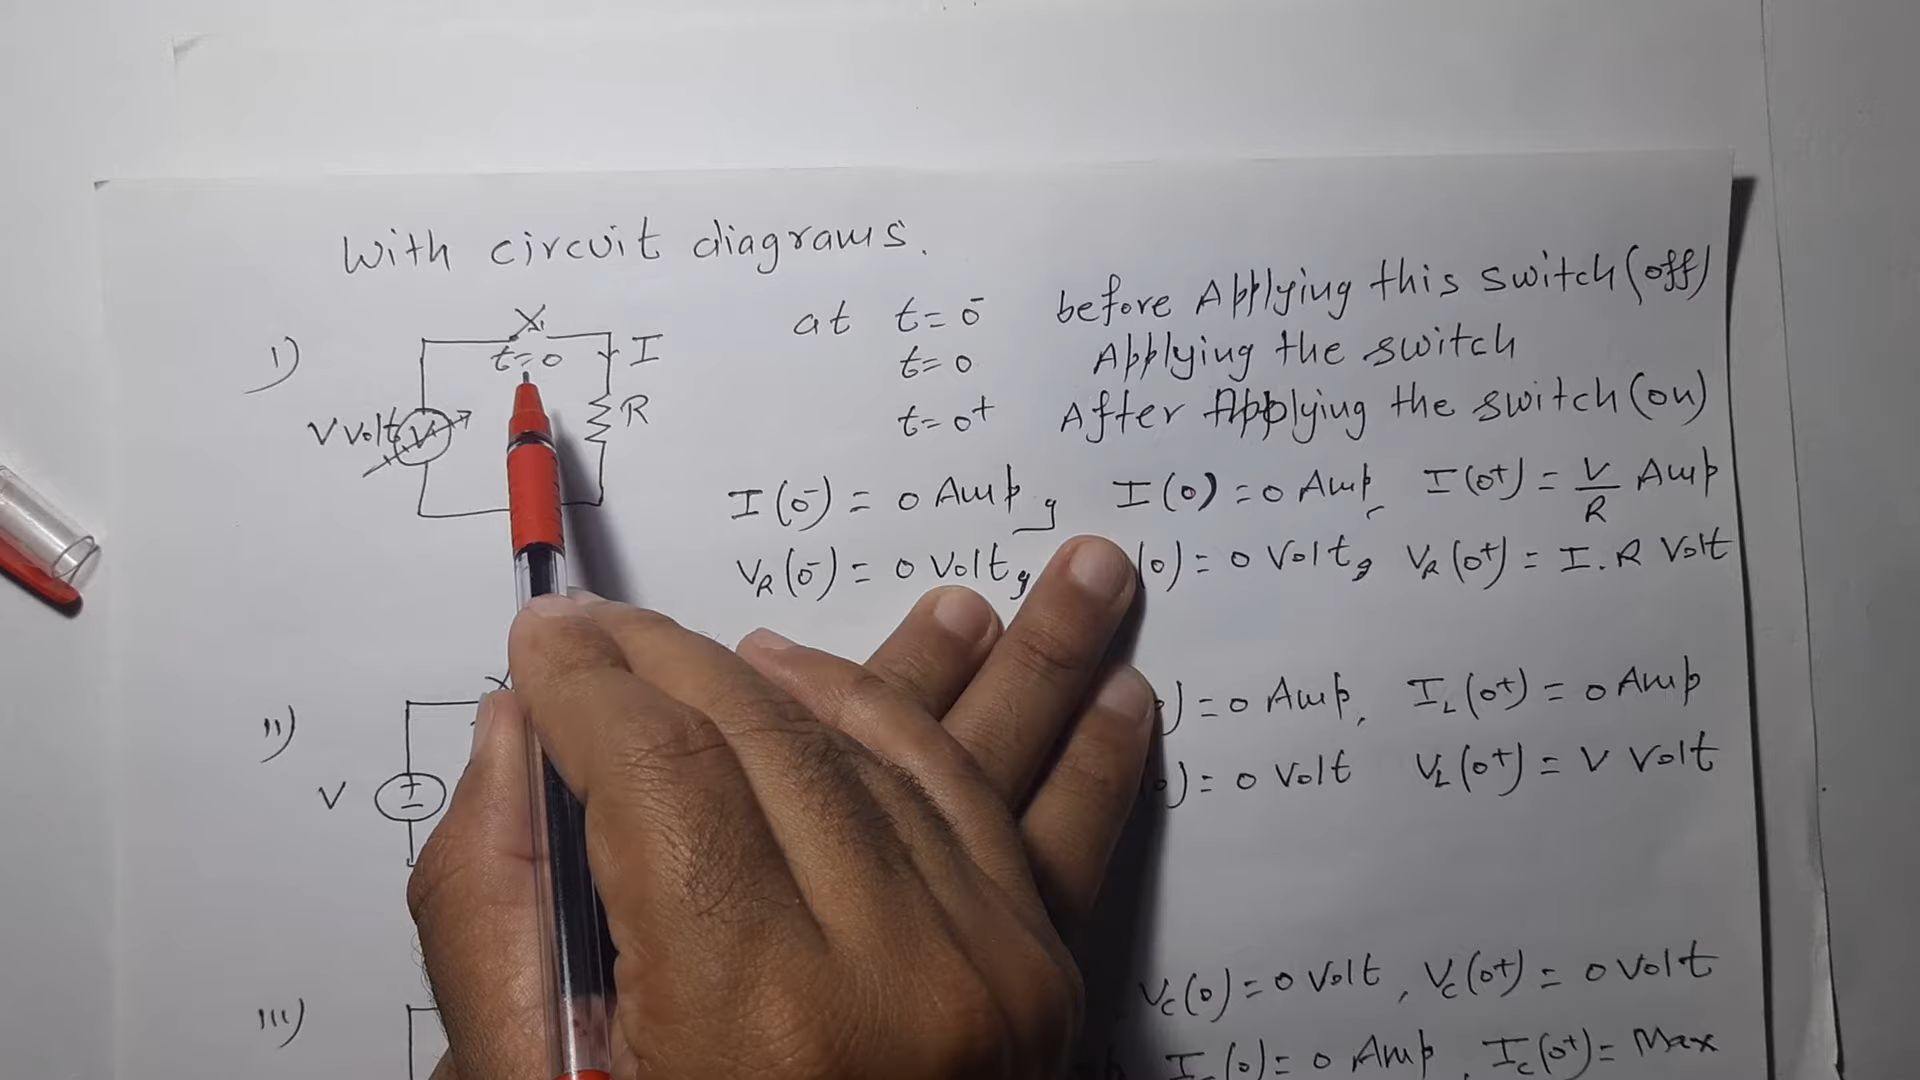 With circuit diagrams.
1)
t=0
I
R
V Volt
V
at t=0⁻ before Applying this switch (off)
t=0 Applying the switch
t=0⁺ After Applying the switch (on)
I(0⁻) = 0 Amp, I(0) = 0 Amp, I(0⁺) = V/R Amp
V_R(0⁻) = 0 Volt, (0) = 0 Volt, V_R(0⁺) = I.R Volt
11)
V
+
−
) = 0 Amp, I_L(0⁺) = 0 Amp
) = 0 Volt V_L(0⁺) = V Volt
111)
V_C(0) = 0 Volt, V_C(0⁺) = 0 Volt
(0) = 0 Amp, I_C(0⁺) = Max